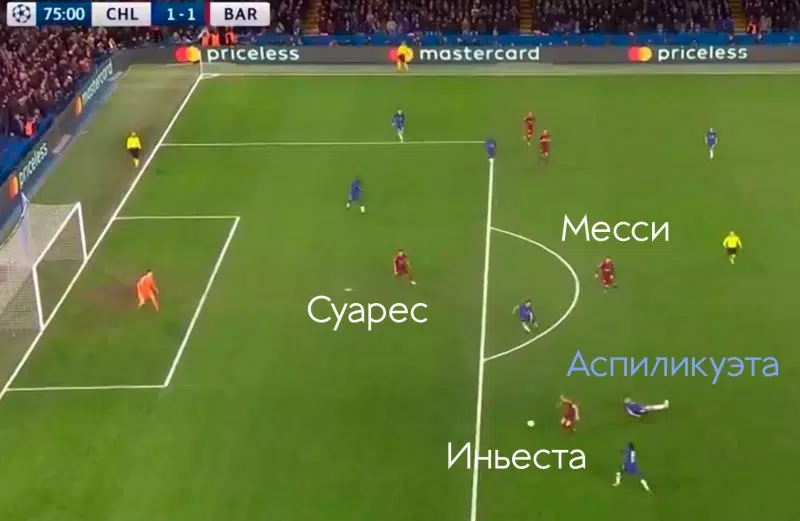 75:00 CHL 1-1 BAR
priceless mastercard priceless
mastercard
priceless
Месси
Суарес
Аспиликуэта
Иньеста